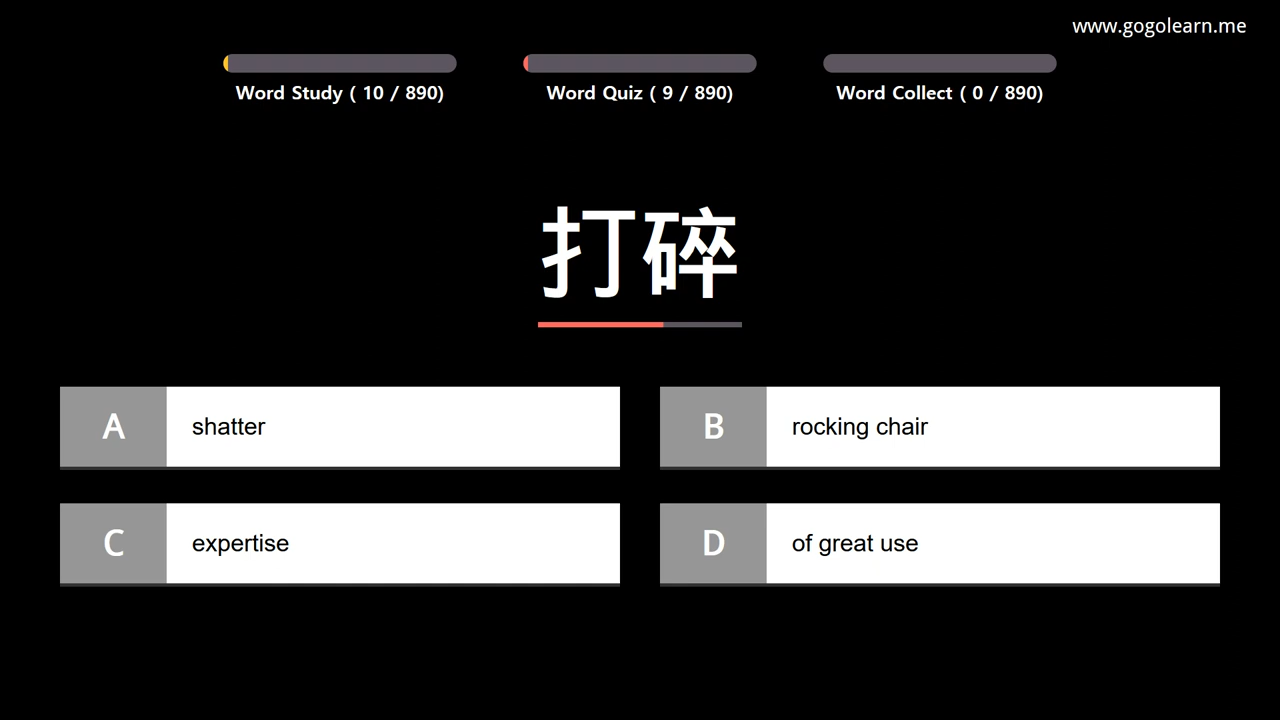 www.gogolearn.me
Word Study ( 10 / 890)
Word Quiz ( 9 / 890)
Word Collect ( 0 / 890)
打碎
A shatter
B rocking chair
C expertise
D of great use